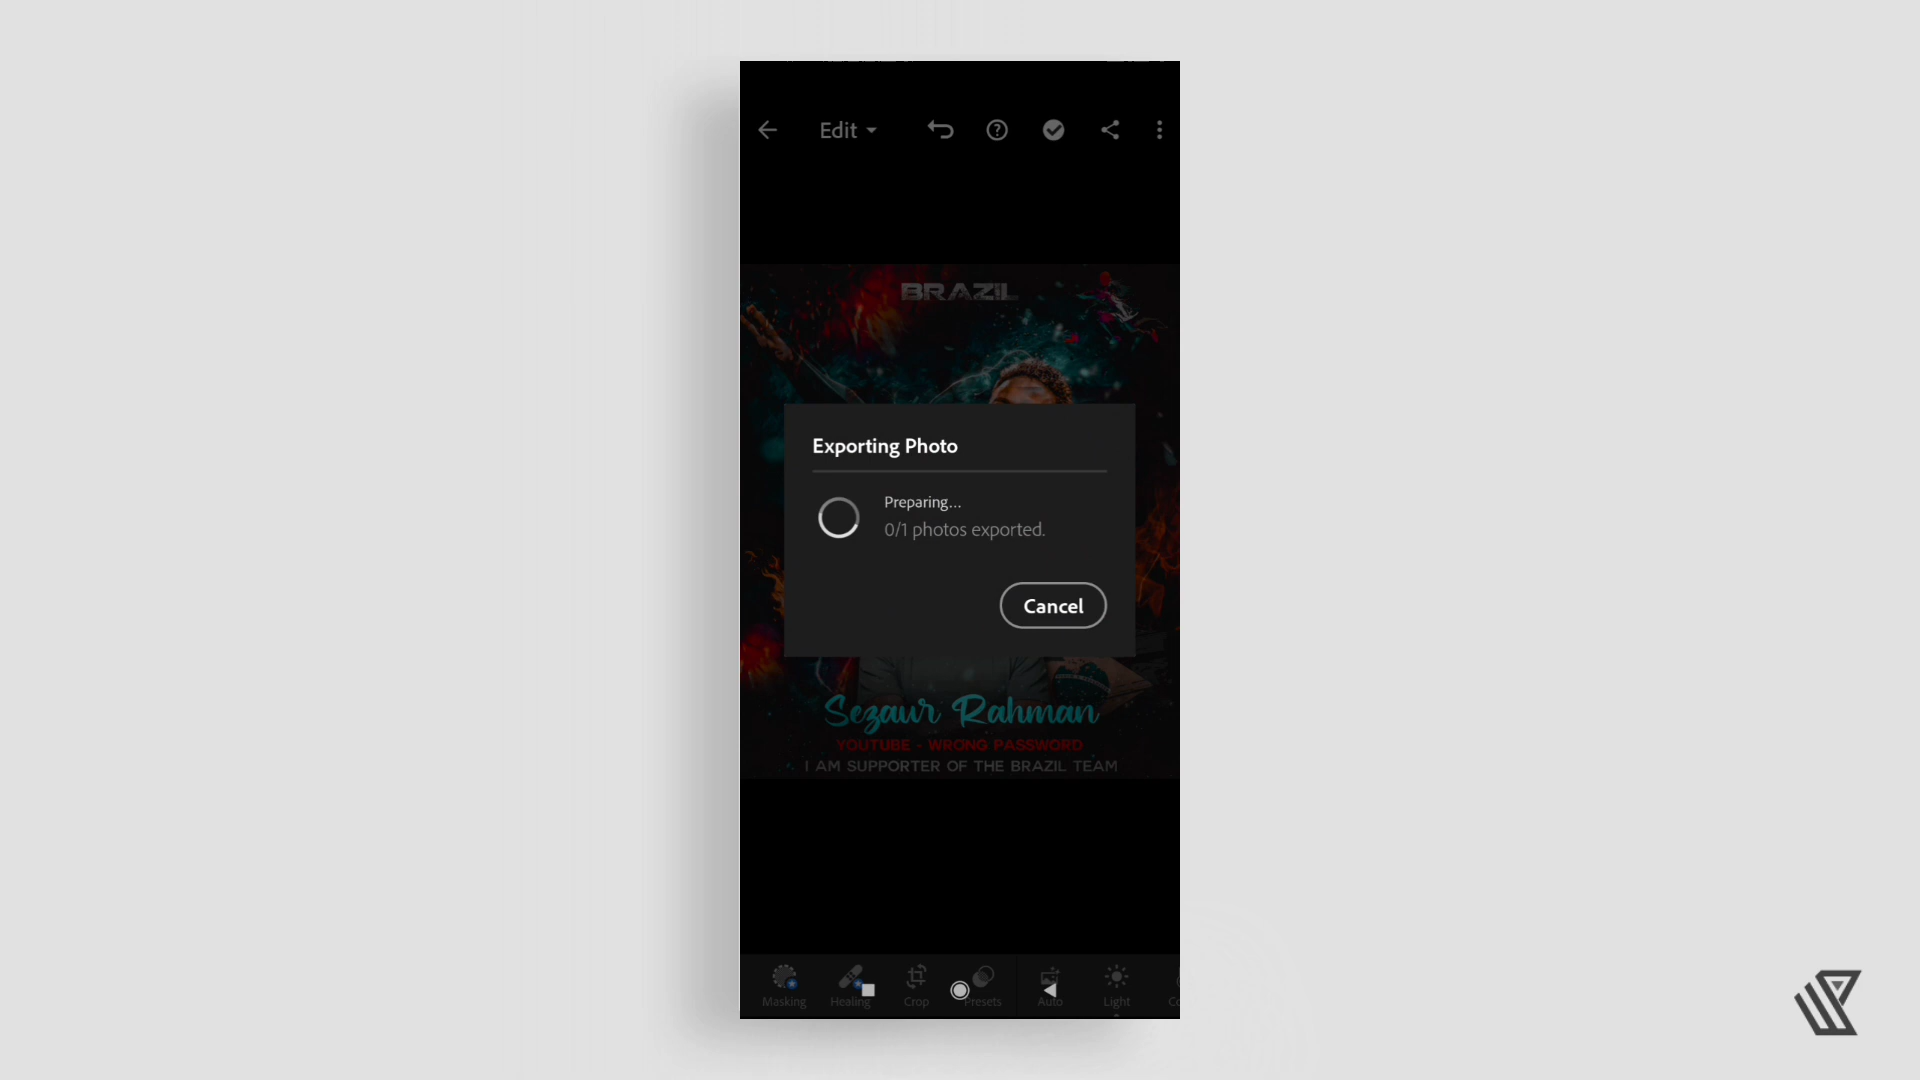 Edit
BRAZIL
Exporting Photo
Preparing...
0/1 photos exported.
Cancel
Sezaur Rahman
YOUTUBE - WRONG PASSWORD
I AM SUPPORTER OF THE BRAZIL TEAM
Masking Healing Crop Presets Auto Light